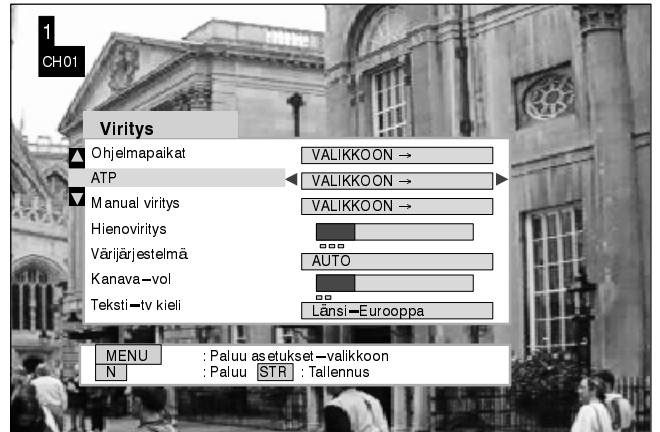 1
CH01
Viritys
Ohjelmapaikat VALIKKOON →
ATP VALIKKOON →
Manual viritys VALIKKOON →
Hienoviritys
Värijärjestelmä AUTO
Kanava–vol
Teksti–tv kieli Länsi–Eurooppa
MENU : Paluu asetukset–valikkoon
N : Paluu STR : Tallennus